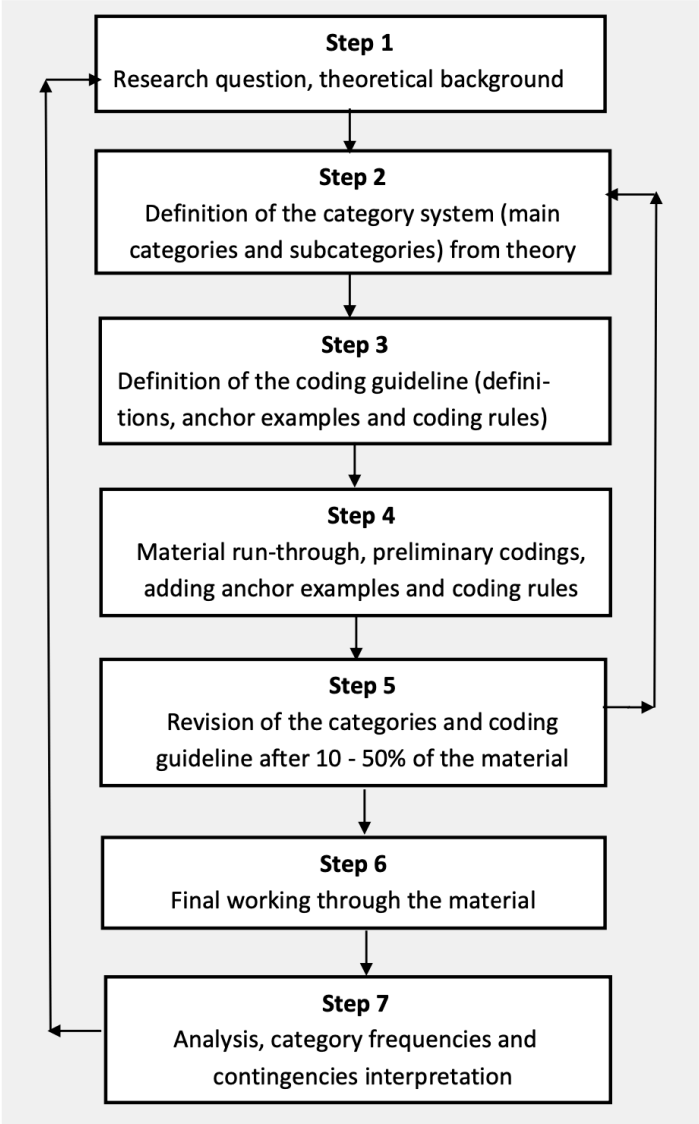 Step 1
Research question, theoretical background
Step 2
Definition of the category system (main
categories and subcategories) from theory
Step 3
Definition of the coding guideline (defini-
tions, anchor examples and coding rules)
Step 4
Material run-through, preliminary codings,
adding anchor examples and coding rules
Step 5
Revision of the categories and coding
guideline after 10 - 50% of the material
Step 6
Final working through the material
Step 7
Analysis, category frequencies and
contingencies interpretation